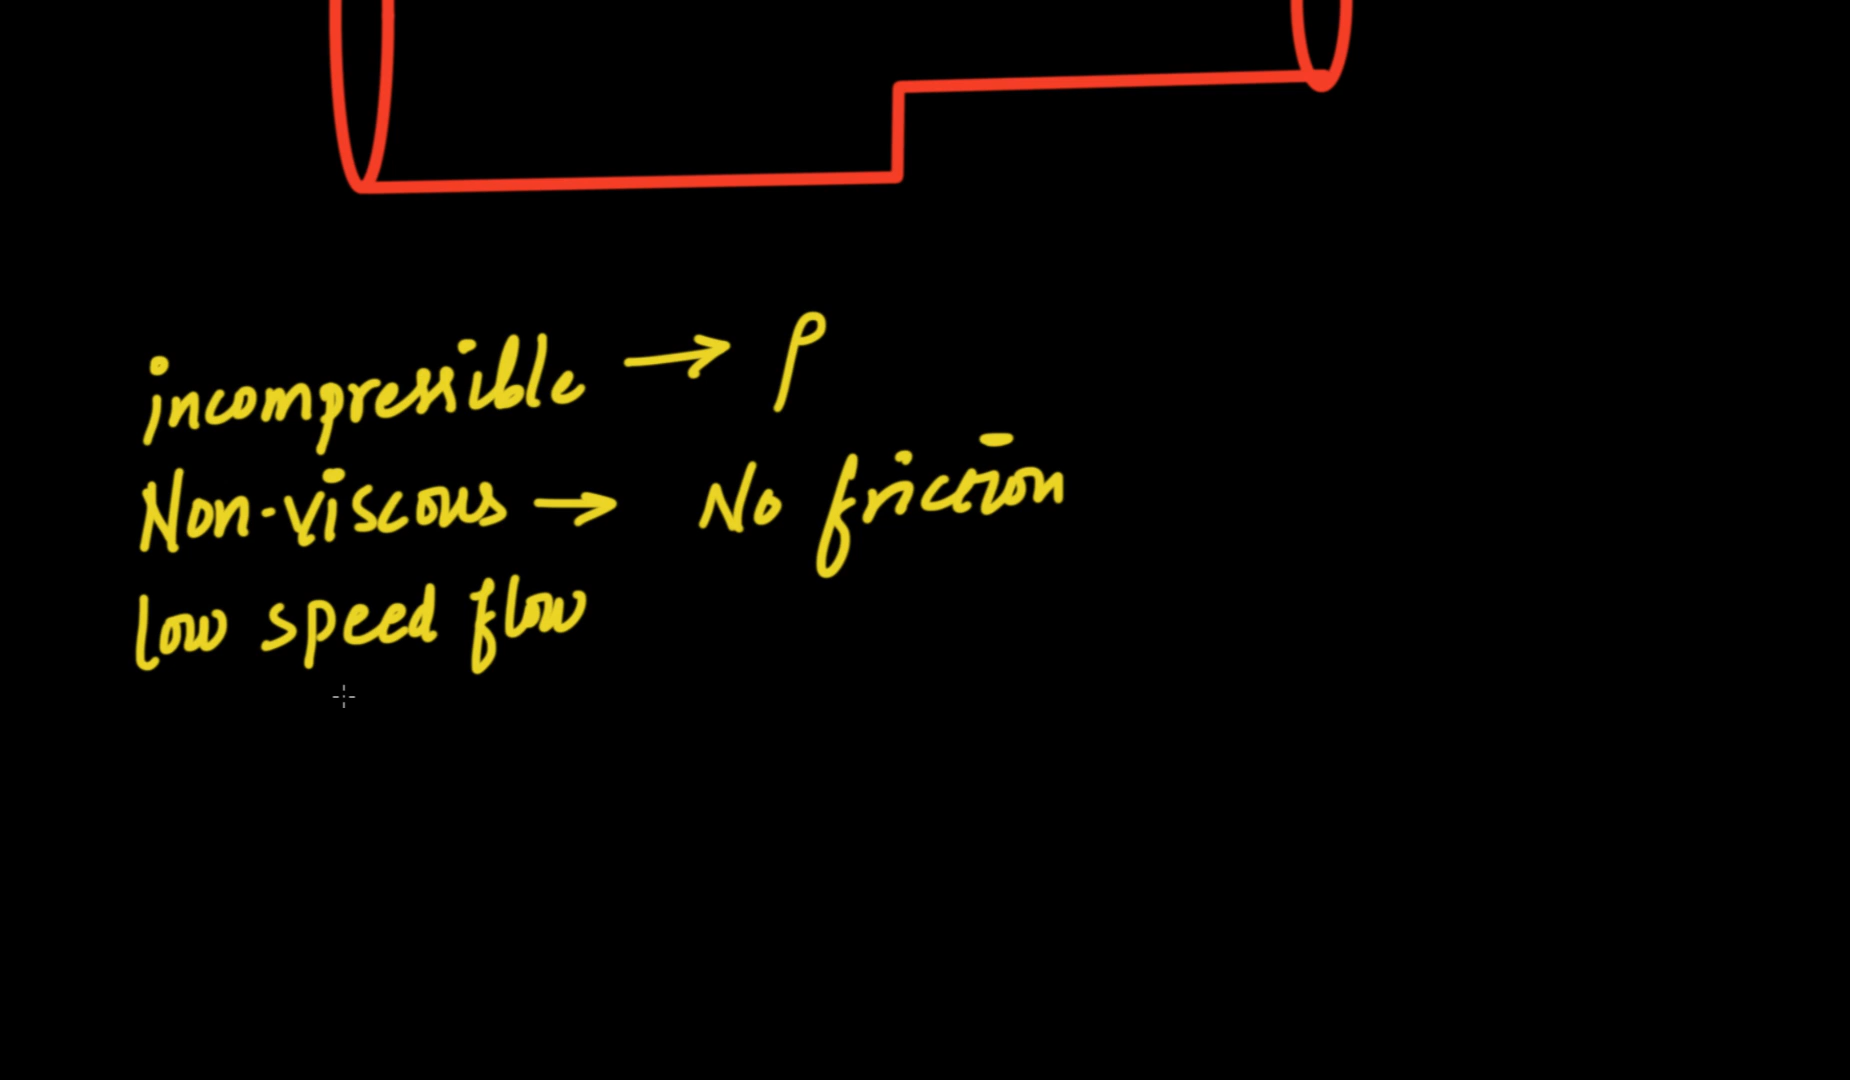 incompressible → ρ
Non-viscous → No friction
low speed flow